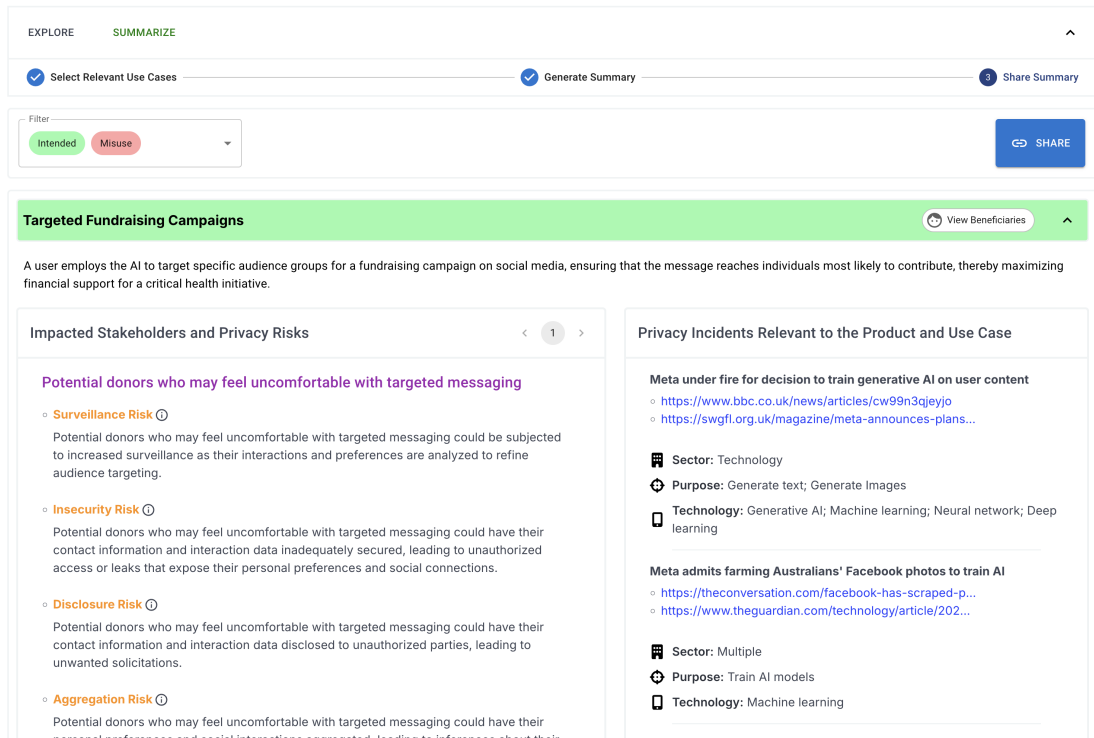 EXPLORE
SUMMARIZE
Select Relevant Use Cases
Generate Summary
3
Share Summary
Filter
Intended
Misuse
SHARE
Targeted Fundraising Campaigns
View Beneficiaries
A user employs the AI to target specific audience groups for a fundraising campaign on social media, ensuring that the message reaches individuals most likely to contribute, thereby maximizing
financial support for a critical health initiative.
Impacted Stakeholders and Privacy Risks
1
Potential donors who may feel uncomfortable with targeted messaging
Surveillance Risk
Potential donors who may feel uncomfortable with targeted messaging could be subjected
to increased surveillance as their interactions and preferences are analyzed to refine
audience targeting.
Insecurity Risk
Potential donors who may feel uncomfortable with targeted messaging could have their
contact information and interaction data inadequately secured, leading to unauthorized
access or leaks that expose their personal preferences and social connections.
Disclosure Risk
Potential donors who may feel uncomfortable with targeted messaging could have their
contact information and interaction data disclosed to unauthorized parties, leading to
unwanted solicitations.
Aggregation Risk
Potential donors who may feel uncomfortable with targeted messaging could have their
personal preferences and social interactions aggregated, leading to inferences about their
Privacy Incidents Relevant to the Product and Use Case
Meta under fire for decision to train generative AI on user content
https://www.bbc.co.uk/news/articles/cw99n3qjeyjo
https://swgfl.org.uk/magazine/meta-announces-plans...
Sector: Technology
Purpose: Generate text; Generate Images
Technology: Generative AI; Machine learning; Neural network; Deep
learning
Meta admits farming Australians' Facebook photos to train AI
https://theconversation.com/facebook-has-scraped-p...
https://www.theguardian.com/technology/article/202...
Sector: Multiple
Purpose: Train AI models
Technology: Machine learning